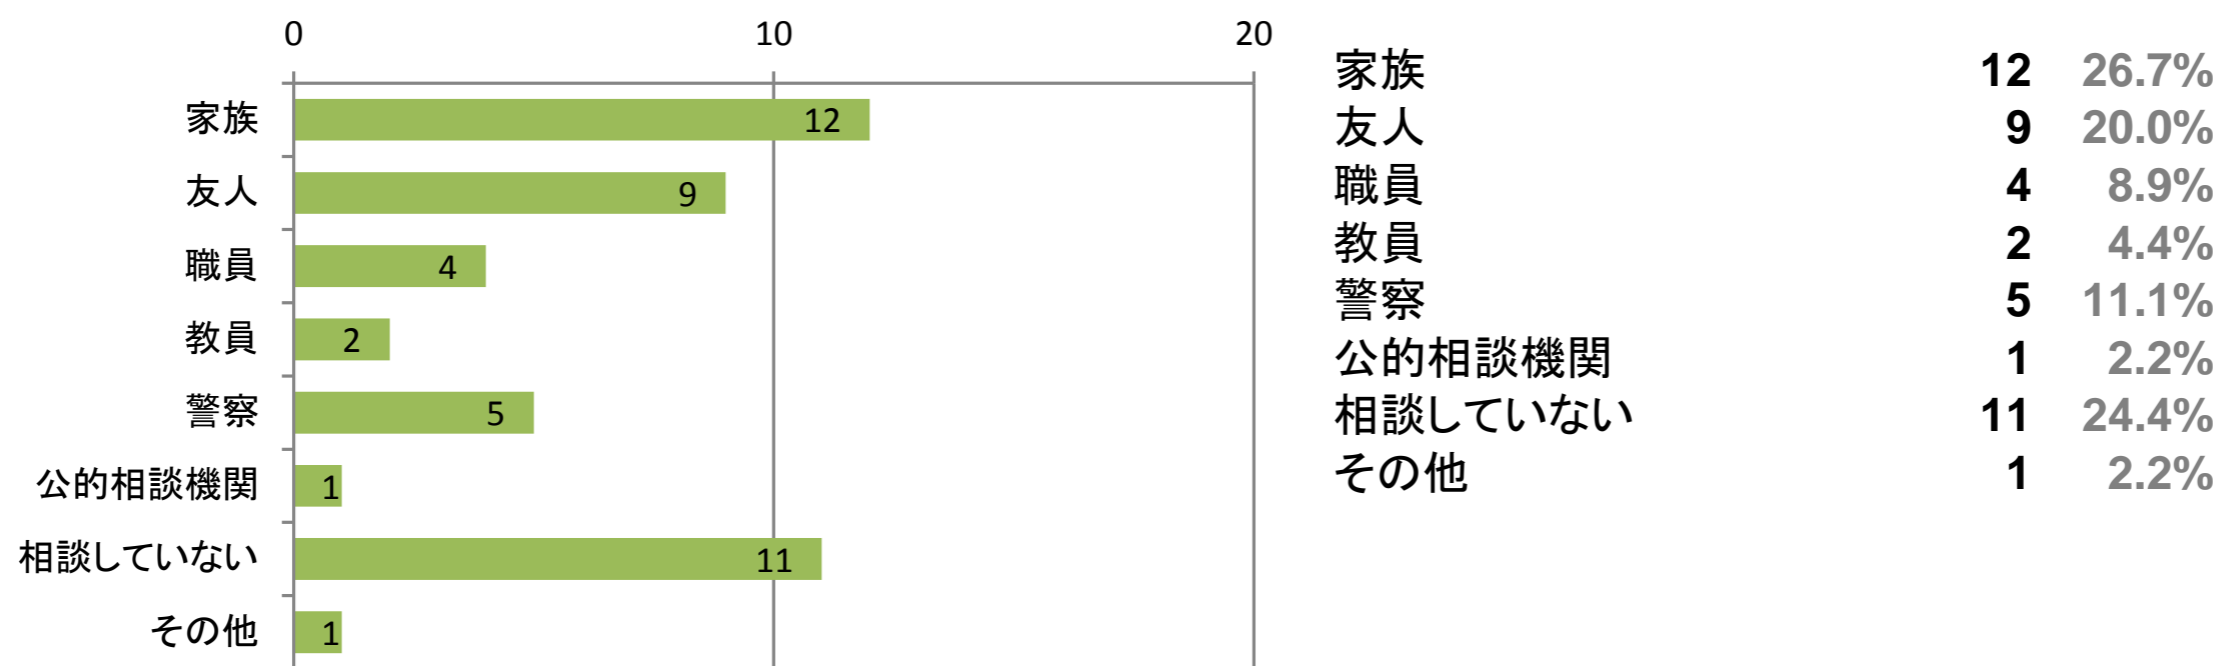 0 10 20
家族 12
友人 9
職員 4
教員 2
警察 5
公的相談機関 1
相談していない 11
その他 1
家族 12 26.7%
友人 9 20.0%
職員 4 8.9%
教員 2 4.4%
警察 5 11.1%
公的相談機関 1 2.2%
相談していない 11 24.4%
その他 1 2.2%